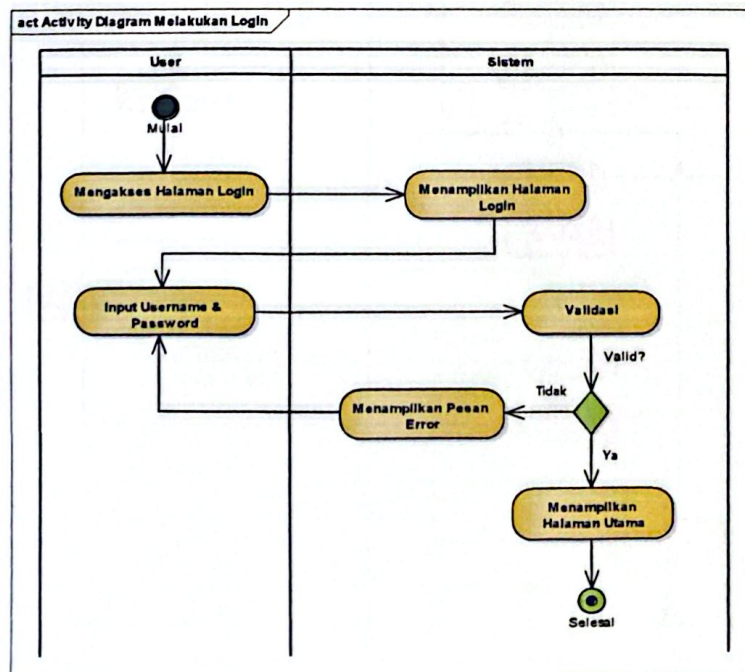 act Activity Diagram Melakukan Login
User
Sistem
Mulai
Mengakses Halaman Login
Menampilkan Halaman
Login
Input Username &
Password
Validasi
Valid?
Tidak
Menampilkan Pesan
Error
Ya
Menampilkan
Halaman Utama
Selesai